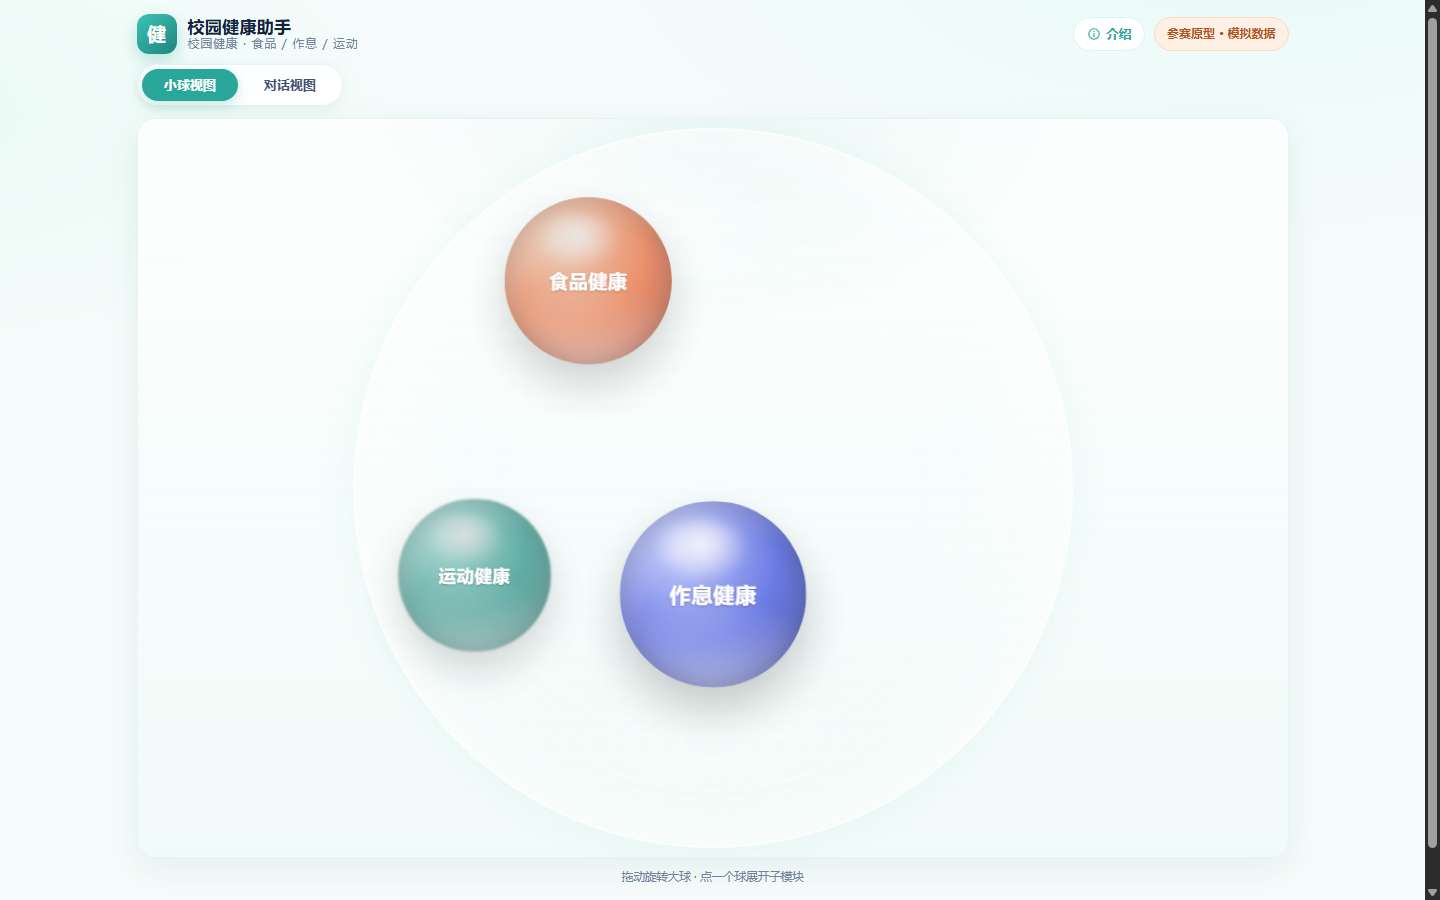 健
校园健康助手
校园健康 · 食品 / 作息 / 运动
介绍
参赛原型 · 模拟数据
小球视图
对话视图
食品健康
运动健康
作息健康
拖动旋转大球 · 点一个球展开子模块